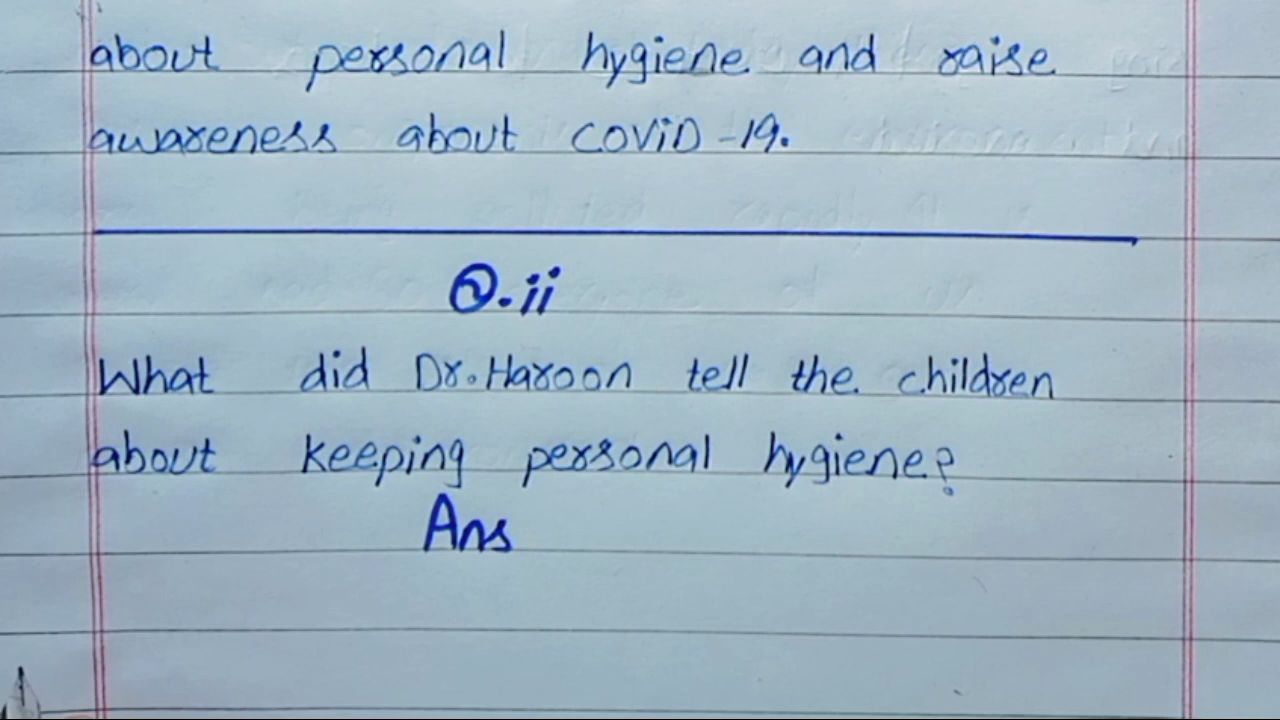 about personal hygiene and raise
awareness about COViD-19.
Q.ii
What did Dr. Haroon tell the children
about keeping personal hygiene?
Ans